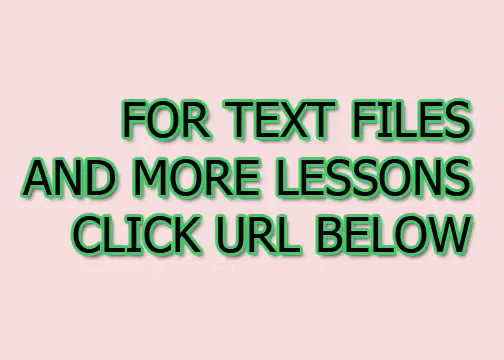 FOR TEXT FILES
AND MORE LESSONS
CLICK URL BELOW